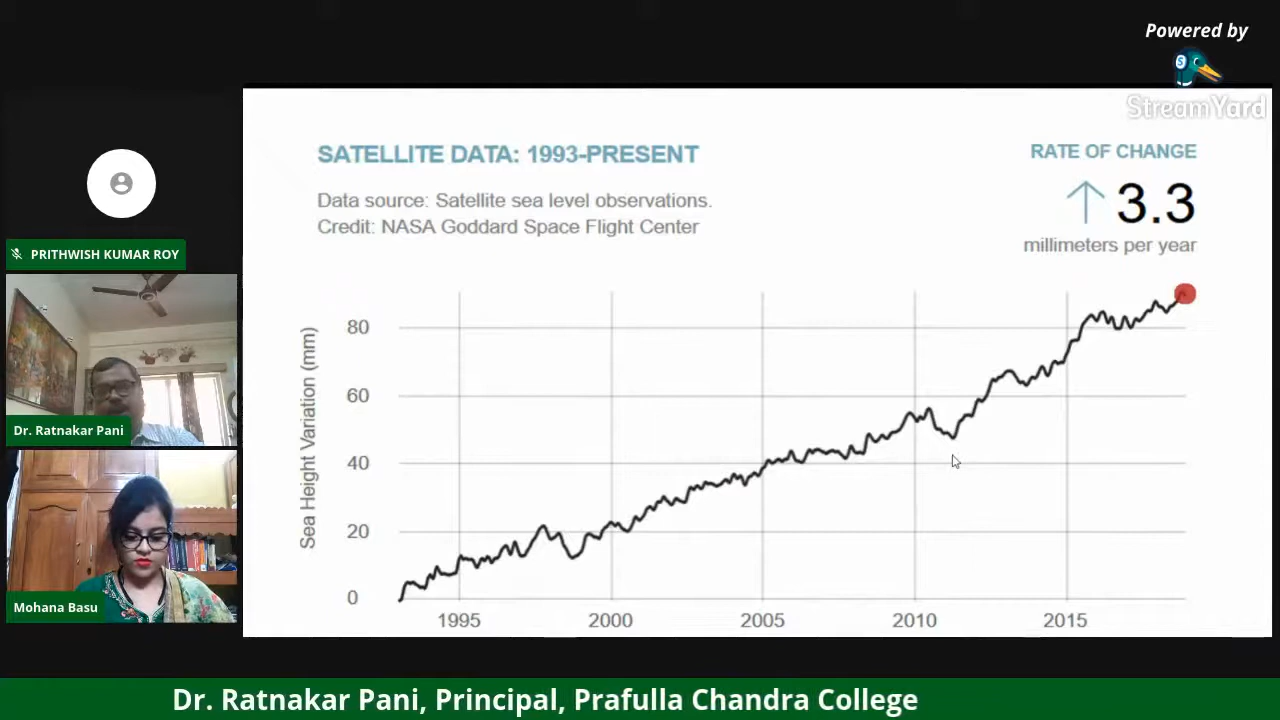 Powered by
StreamYard
SATELLITE DATA: 1993-PRESENT
Data source: Satellite sea level observations.
Credit: NASA Goddard Space Flight Center
RATE OF CHANGE
3.3
millimeters per year
PRITHWISH KUMAR ROY
Dr. Ratnakar Pani
Mohana Basu
Sea Height Variation (mm)
80
60
40
20
0
1995 2000 2005 2010 2015
Dr. Ratnakar Pani, Principal, Prafulla Chandra College